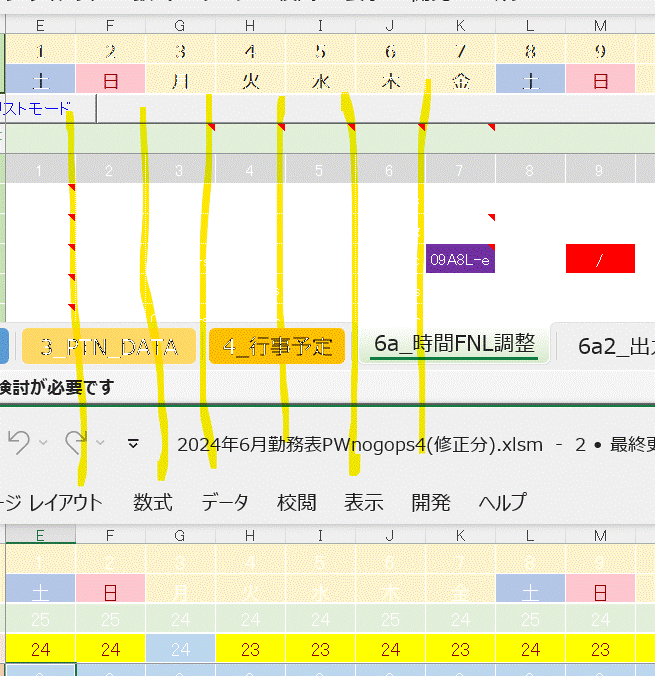 E F G H I J K L M
1 2 3 4 5 6 7 8 9
土 日 月 火 水 木 金 土 日
リストモード
1 2 3 4 5 6 7 8 9
09A8L-e /
3_PTN_DATA 4_行事予定 6a_時間FNL調整 6a2_出
検討が必要です
2024年6月勤務表PWnogops4(修正分).xlsm - 2 • 最終更
ージ レイアウト 数式 データ 校閲 表示 開発 ヘルプ
E F G H I J K L M
1 2 3 4 5 6 7 8 9
土 日 月 火 水 木 金 土 日
25 25 24 24 24 24 24 24 24
24 24 24 23 23 24 23 24 23